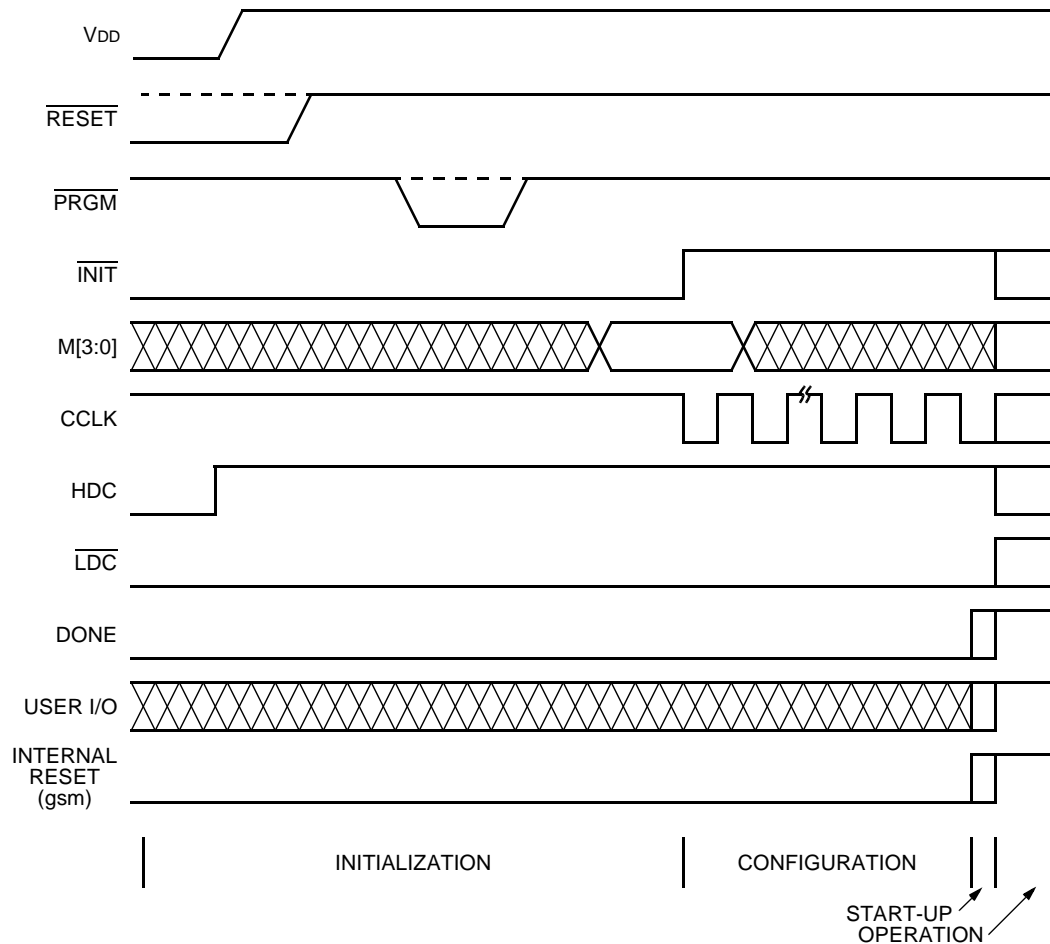 VDD
RESET
PRGM
INIT
M[3:0]
CCLK
HDC
LDC
DONE
USER I/O
INTERNAL
RESET
(gsm)
INITIALIZATION
CONFIGURATION
START-UP
OPERATION